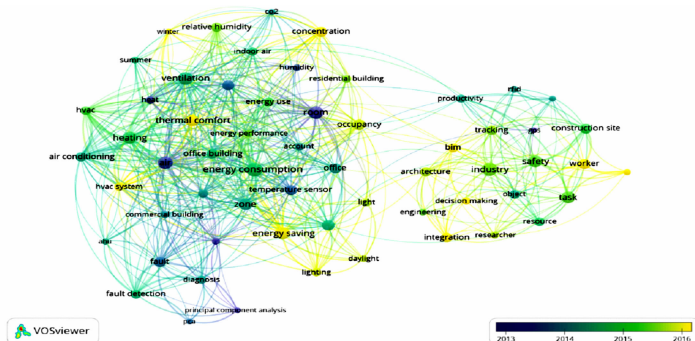 co2
winter
relative humidity
concentration
summer
indoor air
humidity
ventilation
residential building
heat
energy use
productivity
rfid
hvac
room
thermal comfort
occupancy
heating
energy performance
tracking
gps
construction site
account
bim
air conditioning
office building
office
safety
worker
energy consumption
architecture
industry
hvac system
temperature sensor
object
task
zone
light
decision making
commercial building
engineering
resource
ahu
energy saving
integration
researcher
fault
daylight
diagnosis
lighting
fault detection
principal component analysis
pca
VOSviewer
2013
2014
2015
2016